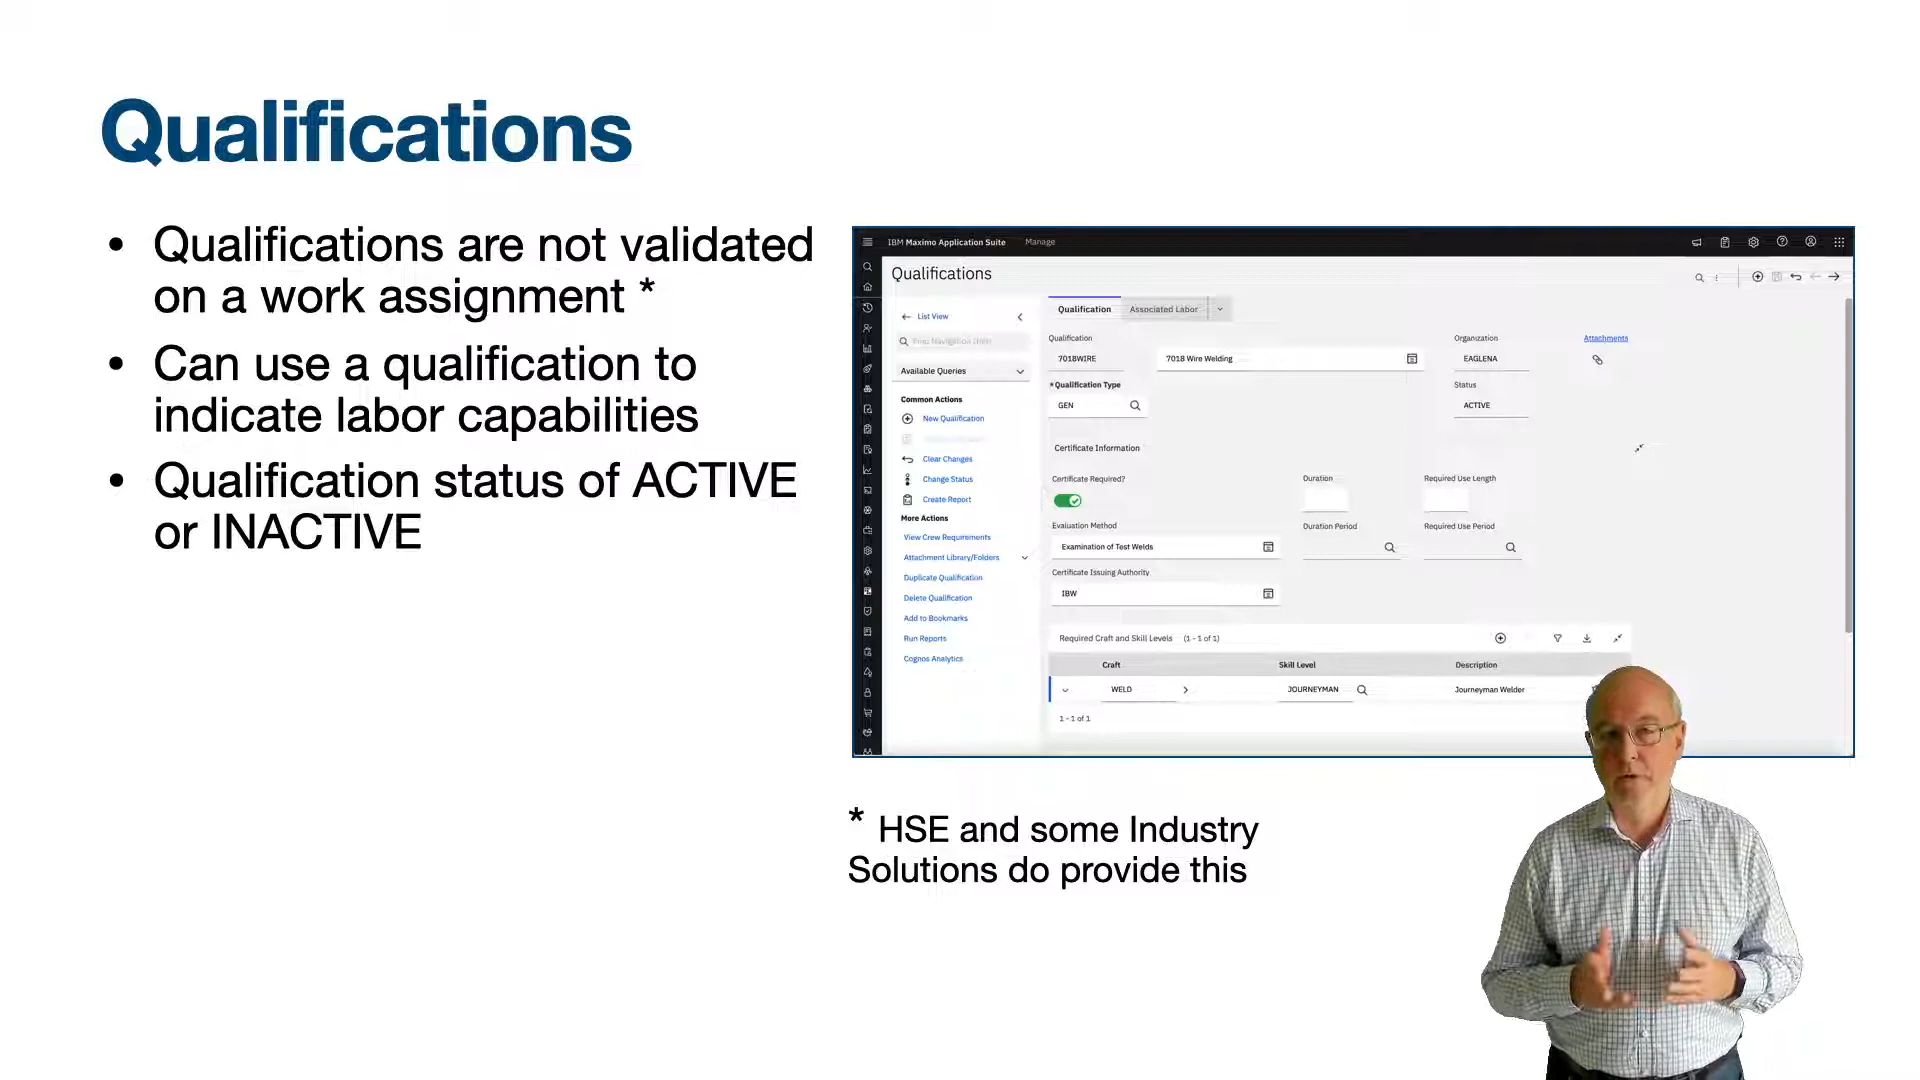 Qualifications
• Qualifications are not validated
on a work assignment *
• Can use a qualification to
indicate labor capabilities
• Qualification status of ACTIVE
or INACTIVE
IBM Maximo Application Suite Manage
Qualifications
List View
Find Navigation Item
Available Queries
Common Actions
New Qualification
Clear Changes
Change Status
Create Report
More Actions
View Crew Requirements
Attachment Library/Folders
Duplicate Qualification
Delete Qualification
Add to Bookmarks
Run Reports
Cognos Analytics
Qualification Associated Labor
Qualification
7018WIRE 7018 Wire Welding
Organization
EAGLENA
Attachments
*Qualification Type
GEN
Status
ACTIVE
Certificate Information
Certificate Required?
Duration
Required Use Length
Evaluation Method
Examination of Test Welds
Duration Period
Required Use Period
Certificate Issuing Authority
IBW
Required Craft and Skill Levels (1 - 1 of 1)
Craft Skill Level Description
WELD JOURNEYMAN Journeyman Welder
1 - 1 of 1
* HSE and some Industry
Solutions do provide this